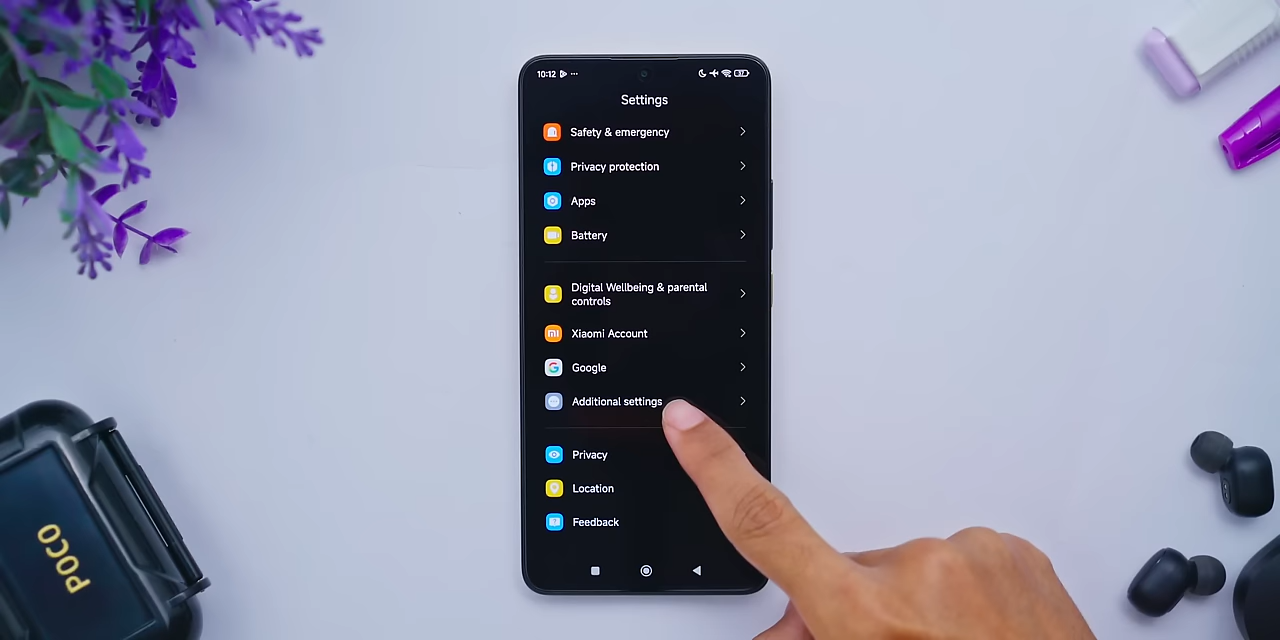 10:12
37
Settings
Safety & emergency
Privacy protection
Apps
Battery
Digital Wellbeing & parental
controls
Xiaomi Account
Google
Additional settings
Privacy
Location
Feedback
POCO